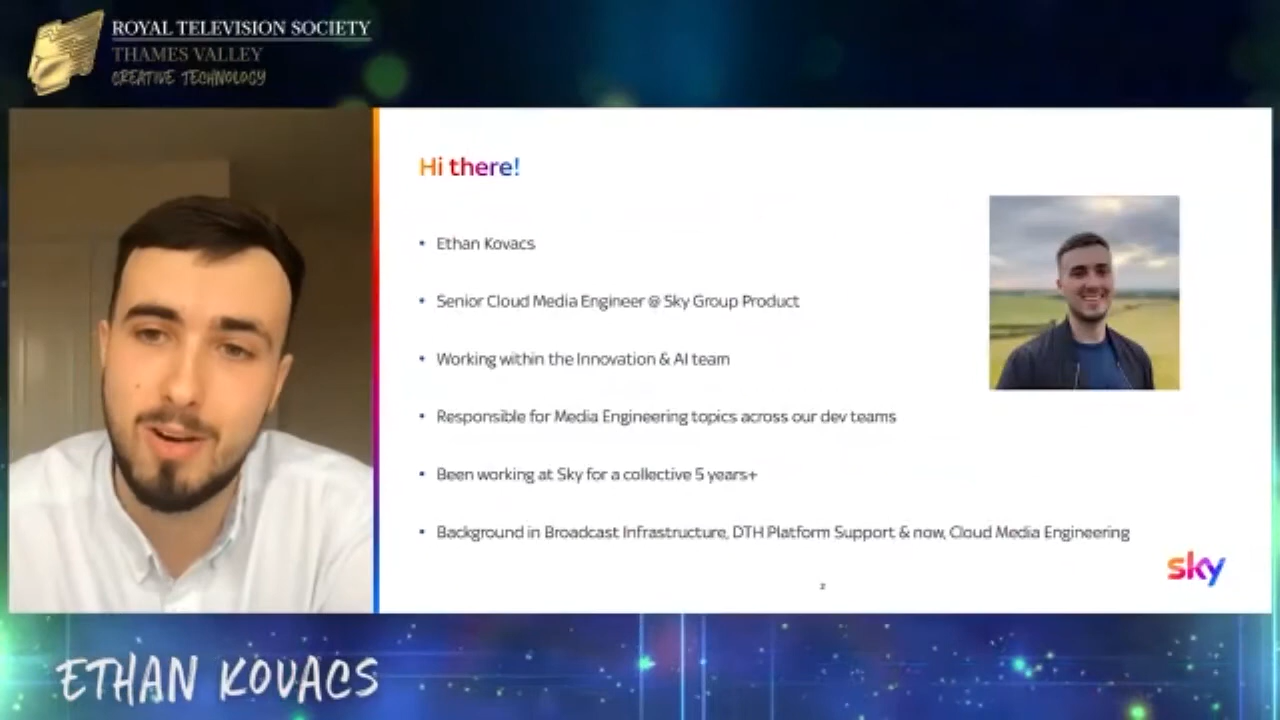 ROYAL TELEVISION SOCIETY
THAMES VALLEY
CREATIVE TECHNOLOGY
Hi there!
• Ethan Kovacs
• Senior Cloud Media Engineer @ Sky Group Product
• Working within the Innovation & AI team
• Responsible for Media Engineering topics across our dev teams
• Been working at Sky for a collective 5 years+
• Background in Broadcast Infrastructure, DTH Platform Support & now, Cloud Media Engineering
sky
2
ETHAN KOVACS